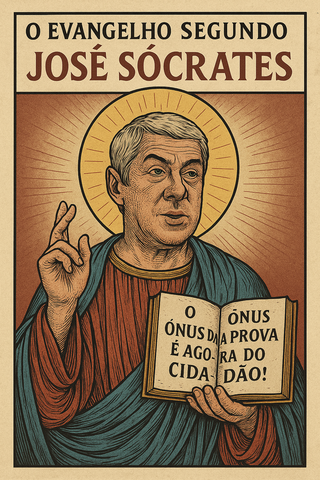 O EVANGELHO SEGUNDO
JOSÉ SÓCRATES
O
ÓNUS DA
É AGO-
CIDA-
ÓNUS
A PROVA
RA DO
DÃO!